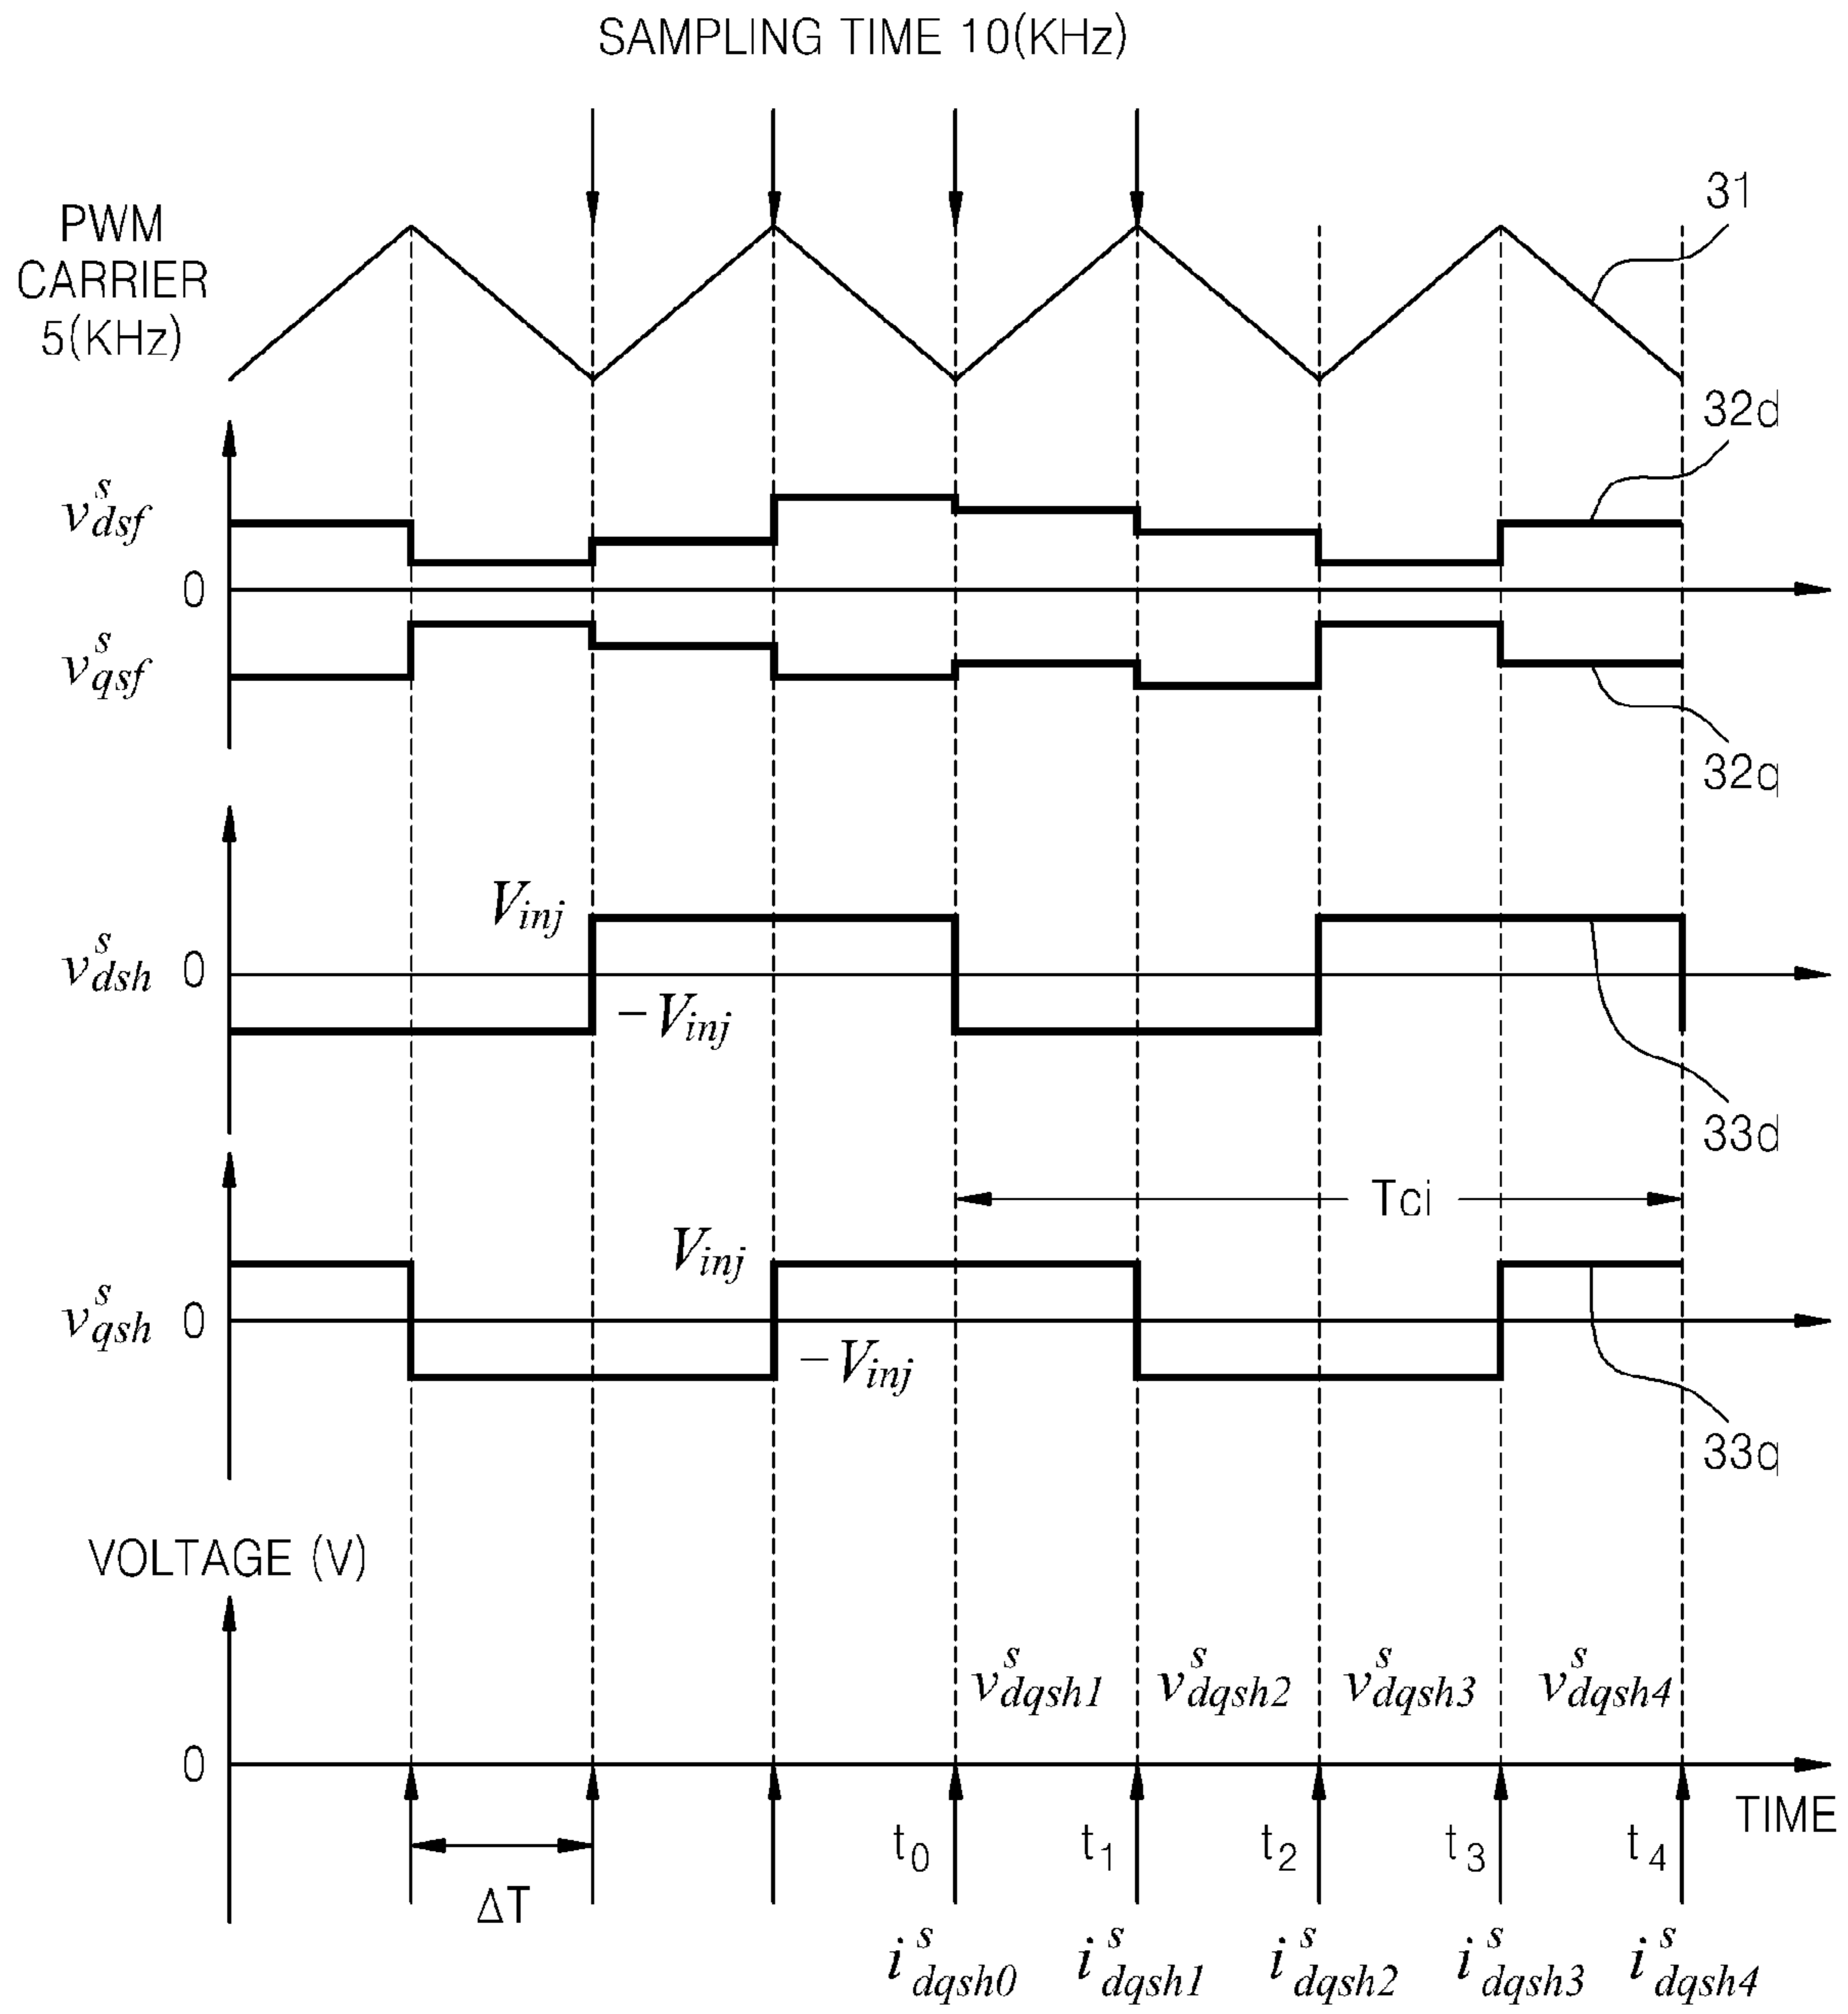 SAMPLING TIME 10(KHz)
PWM
CARRIER
5(KHz)
31
32d
v^s_dsf
0
v^s_qsf
32q
V_inj
v^s_dsh 0
−V_inj
33d
Tci
V_inj
v^s_qsh 0
−V_inj
33q
VOLTAGE (V)
v^s_dqsh1 v^s_dqsh2 v^s_dqsh3 v^s_dqsh4
0
TIME
t_0 t_1 t_2 t_3 t_4
ΔT
i^s_dqsh0 i^s_dqsh1 i^s_dqsh2 i^s_dqsh3 i^s_dqsh4